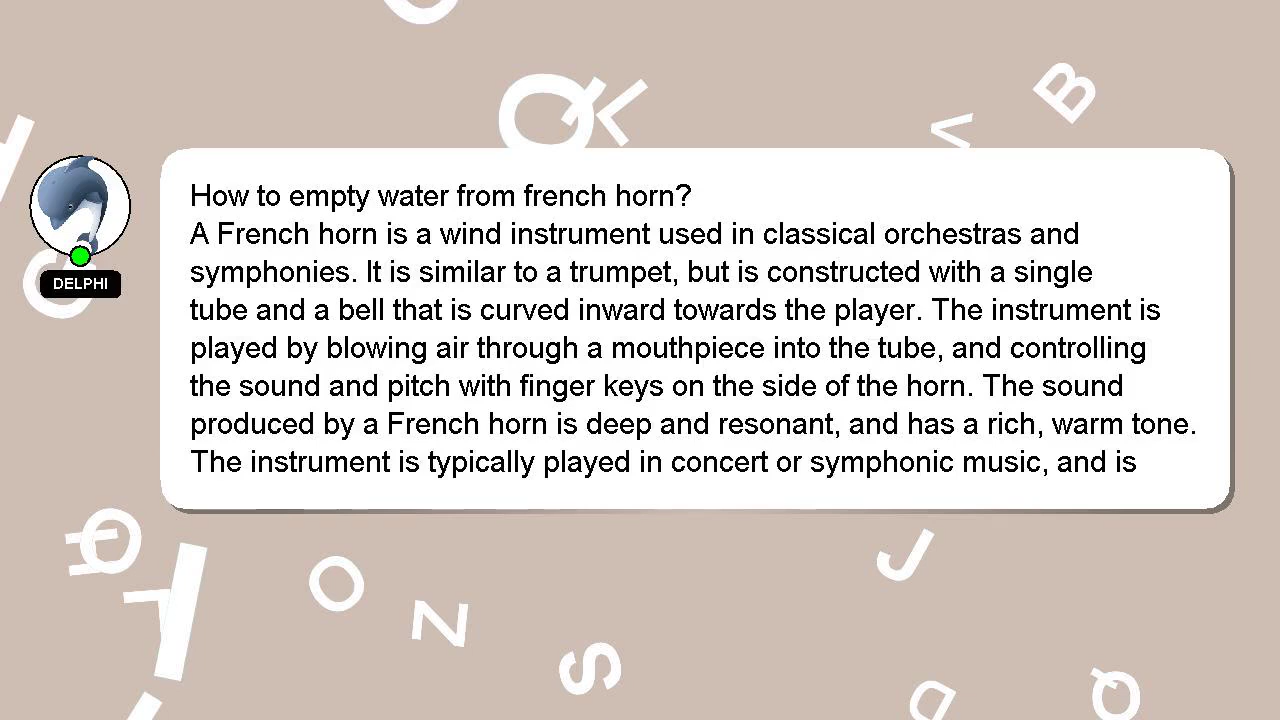 How to empty water from french horn?
A French horn is a wind instrument used in classical orchestras and
symphonies. It is similar to a trumpet, but is constructed with a single
tube and a bell that is curved inward towards the player. The instrument is
played by blowing air through a mouthpiece into the tube, and controlling
the sound and pitch with finger keys on the side of the horn. The sound
produced by a French horn is deep and resonant, and has a rich, warm tone.
The instrument is typically played in concert or symphonic music, and is
DELPHI
Q
L
V
B
Q
O
Z
S
J
D
Q